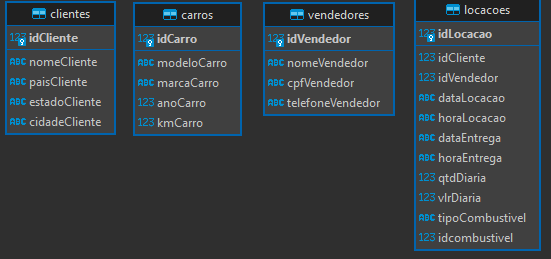 clientes
123 idCliente
ABC nomeCliente
ABC paisCliente
ABC estadoCliente
ABC cidadeCliente
carros
123 idCarro
ABC modeloCarro
ABC marcaCarro
123 anoCarro
123 kmCarro
vendedores
123 idVendedor
ABC nomeVendedor
ABC cpfVendedor
ABC telefoneVendedor
locacoes
123 idLocacao
123 idCliente
123 idVendedor
ABC dataLocacao
ABC horaLocacao
ABC dataEntrega
ABC horaEntrega
123 qtdDiaria
123 vlrDiaria
ABC tipoCombustivel
123 idcombustivel